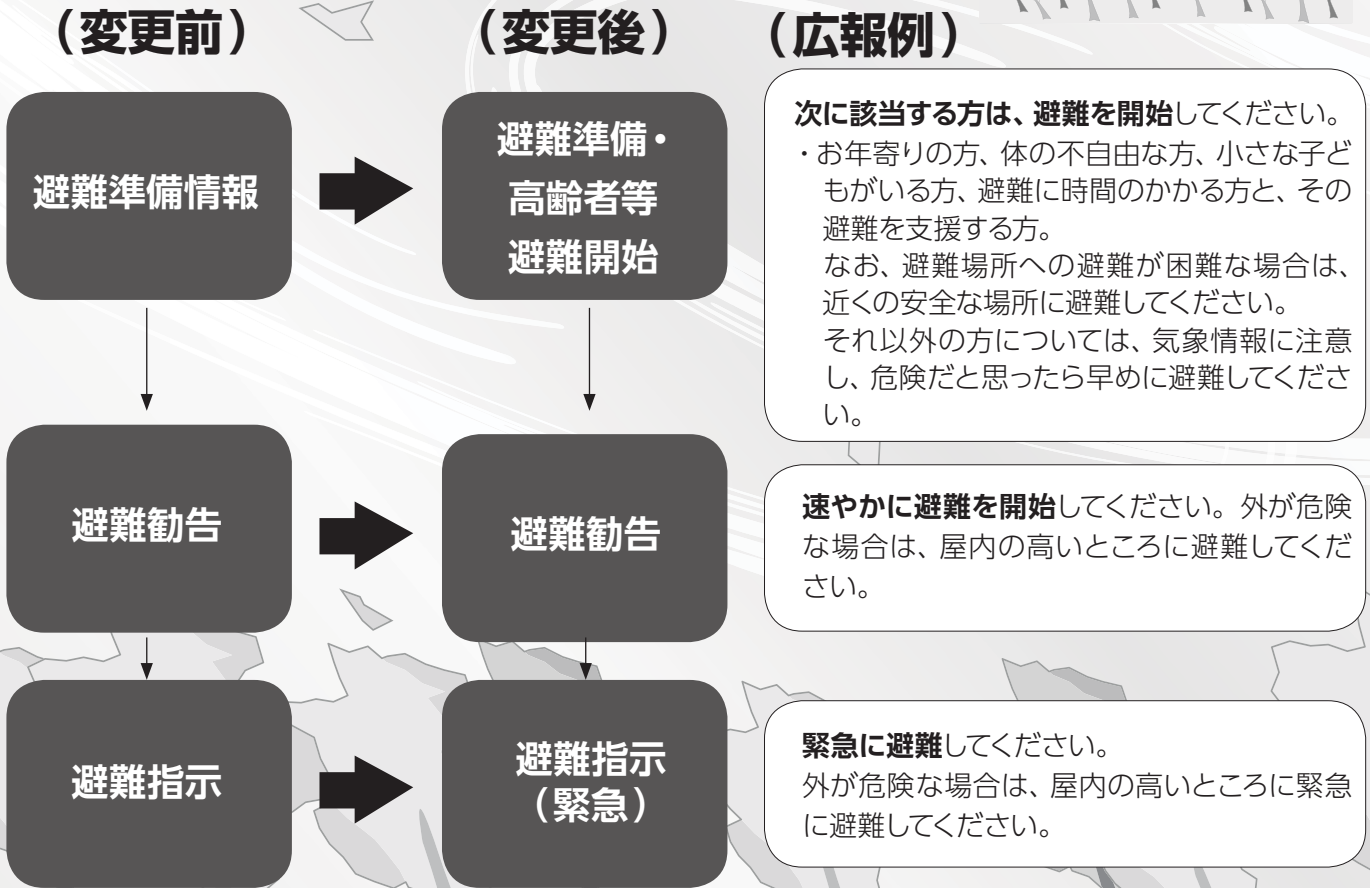 （変更前）
（変更後）
（広報例）
避難準備情報
避難準備・
高齢者等
避難開始
次に該当する方は、避難を開始してください。
・お年寄りの方、体の不自由な方、小さな子ど
もがいる方、避難に時間のかかる方と、その
避難を支援する方。
なお、避難場所への避難が困難な場合は、
近くの安全な場所に避難してください。
それ以外の方については、気象情報に注意
し、危険だと思ったら早めに避難してくださ
い。
避難勧告
避難勧告
速やかに避難を開始してください。外が危険
な場合は、屋内の高いところに避難してくだ
さい。
避難指示
避難指示
（緊急）
緊急に避難してください。
外が危険な場合は、屋内の高いところに緊急
に避難してください。